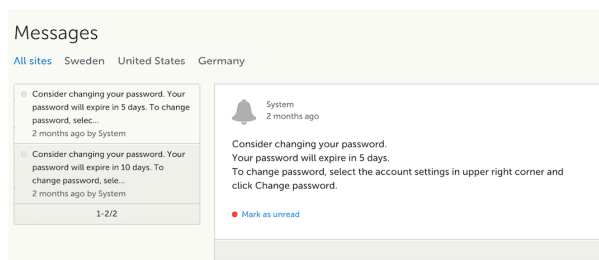 Messages
All sites Sweden United States Germany
Consider changing your password. Your
password will expire in 5 days. To change
password, selec...
2 months ago by System
Consider changing your password. Your
password will expire in 10 days. To
change password, sele...
2 months ago by System
1-2/2
System
2 months ago
Consider changing your password.
Your password will expire in 5 days.
To change password, select the account settings in upper right corner and
click Change password.
Mark as unread